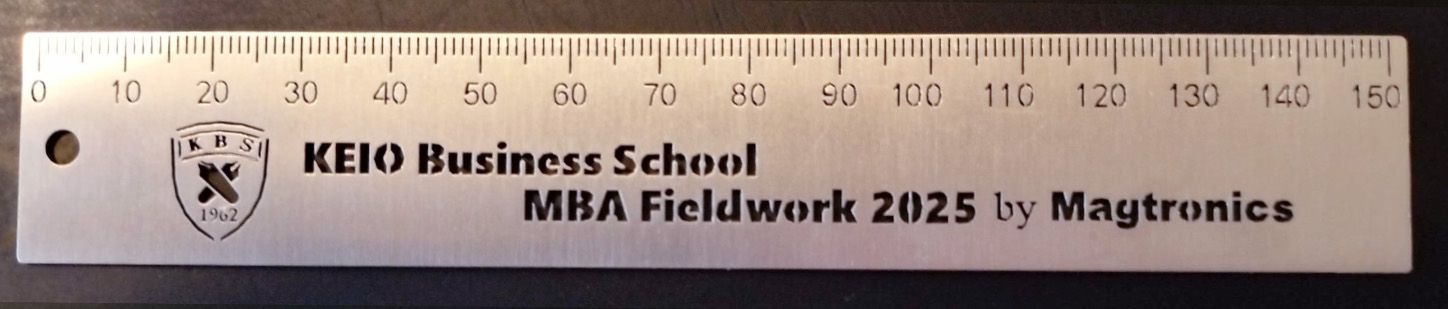 0 10 20 30 40 50 60 70 80 90 100 110 120 130 140 150
KBS
1962
KEIO Business School
MBA Fieldwork 2025 by Magtronics